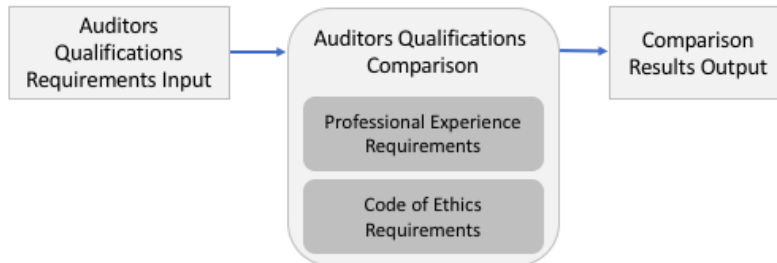 Auditors
Qualifications
Requirements Input
Auditors Qualifications
Comparison
Professional Experience
Requirements
Code of Ethics
Requirements
Comparison
Results Output